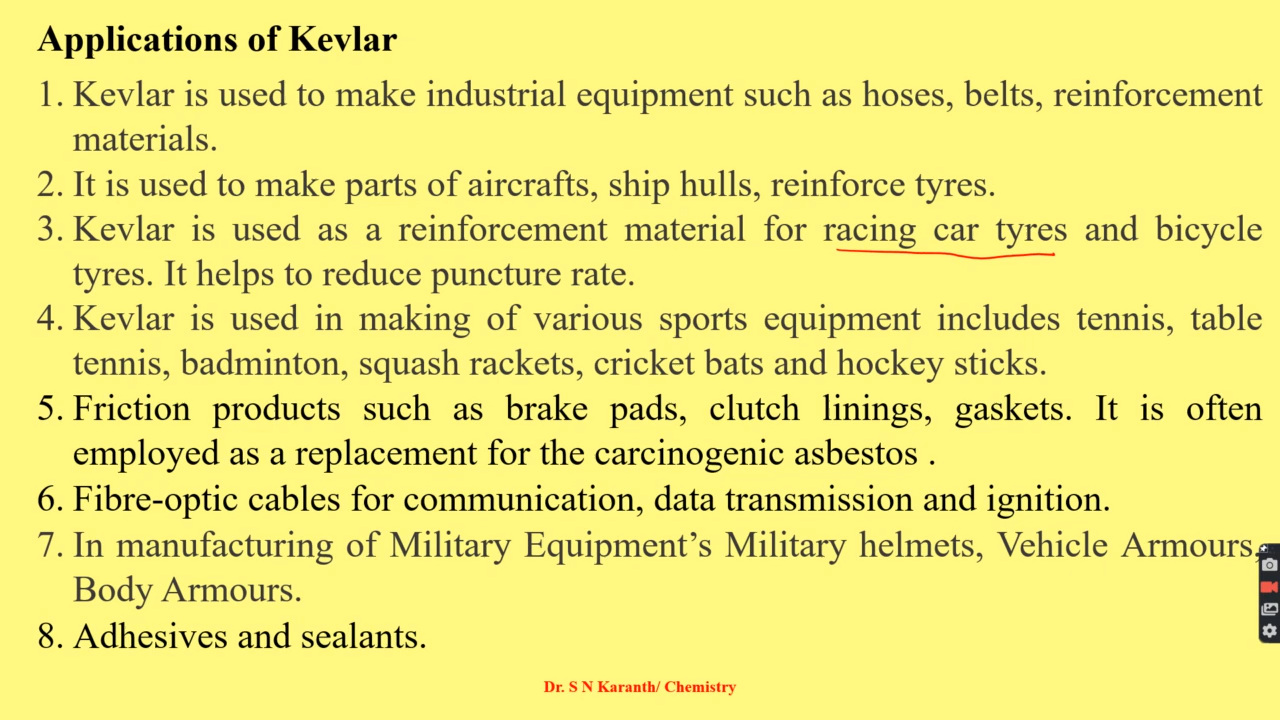 Applications of Kevlar
1. Kevlar is used to make industrial equipment such as hoses, belts, reinforcement
materials.
2. It is used to make parts of aircrafts, ship hulls, reinforce tyres.
3. Kevlar is used as a reinforcement material for racing car tyres and bicycle
tyres. It helps to reduce puncture rate.
4. Kevlar is used in making of various sports equipment includes tennis, table
tennis, badminton, squash rackets, cricket bats and hockey sticks.
5. Friction products such as brake pads, clutch linings, gaskets. It is often
employed as a replacement for the carcinogenic asbestos .
6. Fibre-optic cables for communication, data transmission and ignition.
7. In manufacturing of Military Equipment’s Military helmets, Vehicle Armours,
Body Armours.
8. Adhesives and sealants.
Dr. S N Karanth/ Chemistry